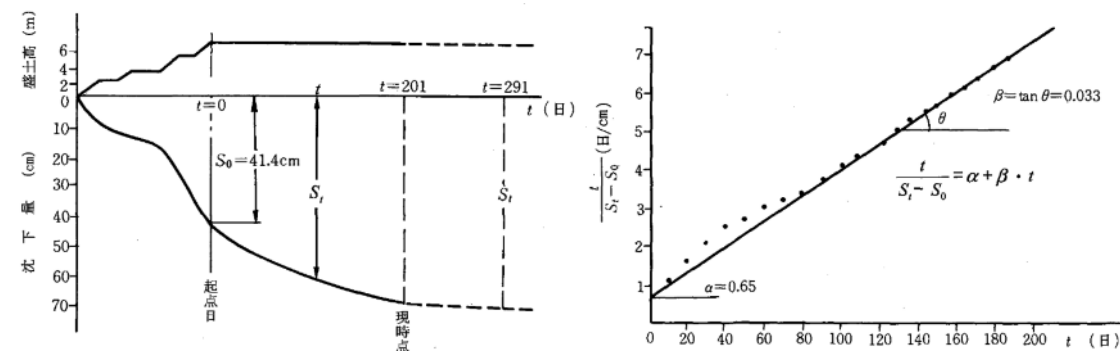 盛土高 (m)
6
4
2
0
t=0
t
t=201
t=291
t (日)
沈下量 (cm)
10
20
30
40
50
60
70
S₀=41.4cm
Sₜ
Sₜ
起点日
現時点
t/(Sₜ−S₀) (日/cm)
7
6
5
4
3
2
1
β=tan θ=0.033
θ
t/(Sₜ−S₀)=α+β・t
α=0.65
0 20 40 60 80 100 120 140 160 180 200 t (日)